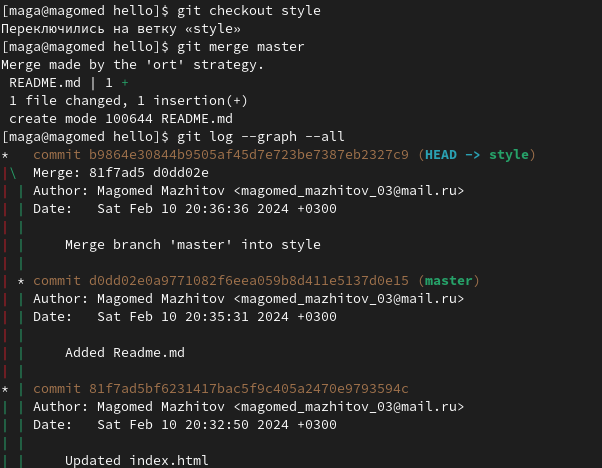 [maga@magomed hello]$ git checkout style
Переключились на ветку «style»
[maga@magomed hello]$ git merge master
Merge made by the 'ort' strategy.
 README.md | 1 +
 1 file changed, 1 insertion(+)
 create mode 100644 README.md
[maga@magomed hello]$ git log --graph --all
*   commit b9864e30844b9505af45d7e723be7387eb2327c9 (HEAD -> style)
|\  Merge: 81f7ad5 d0dd02e
| | Author: Magomed Mazhitov <magomed_mazhitov_03@mail.ru>
| | Date:   Sat Feb 10 20:36:36 2024 +0300
| |
| |     Merge branch 'master' into style
| |
| * commit d0dd02e0a9771082f6eea059b8d411e5137d0e15 (master)
| | Author: Magomed Mazhitov <magomed_mazhitov_03@mail.ru>
| | Date:   Sat Feb 10 20:35:31 2024 +0300
| |
| |     Added Readme.md
| |
* | commit 81f7ad5bf6231417bac5f9c405a2470e9793594c
| | Author: Magomed Mazhitov <magomed_mazhitov_03@mail.ru>
| | Date:   Sat Feb 10 20:32:50 2024 +0300
| |
| |     Updated index.html